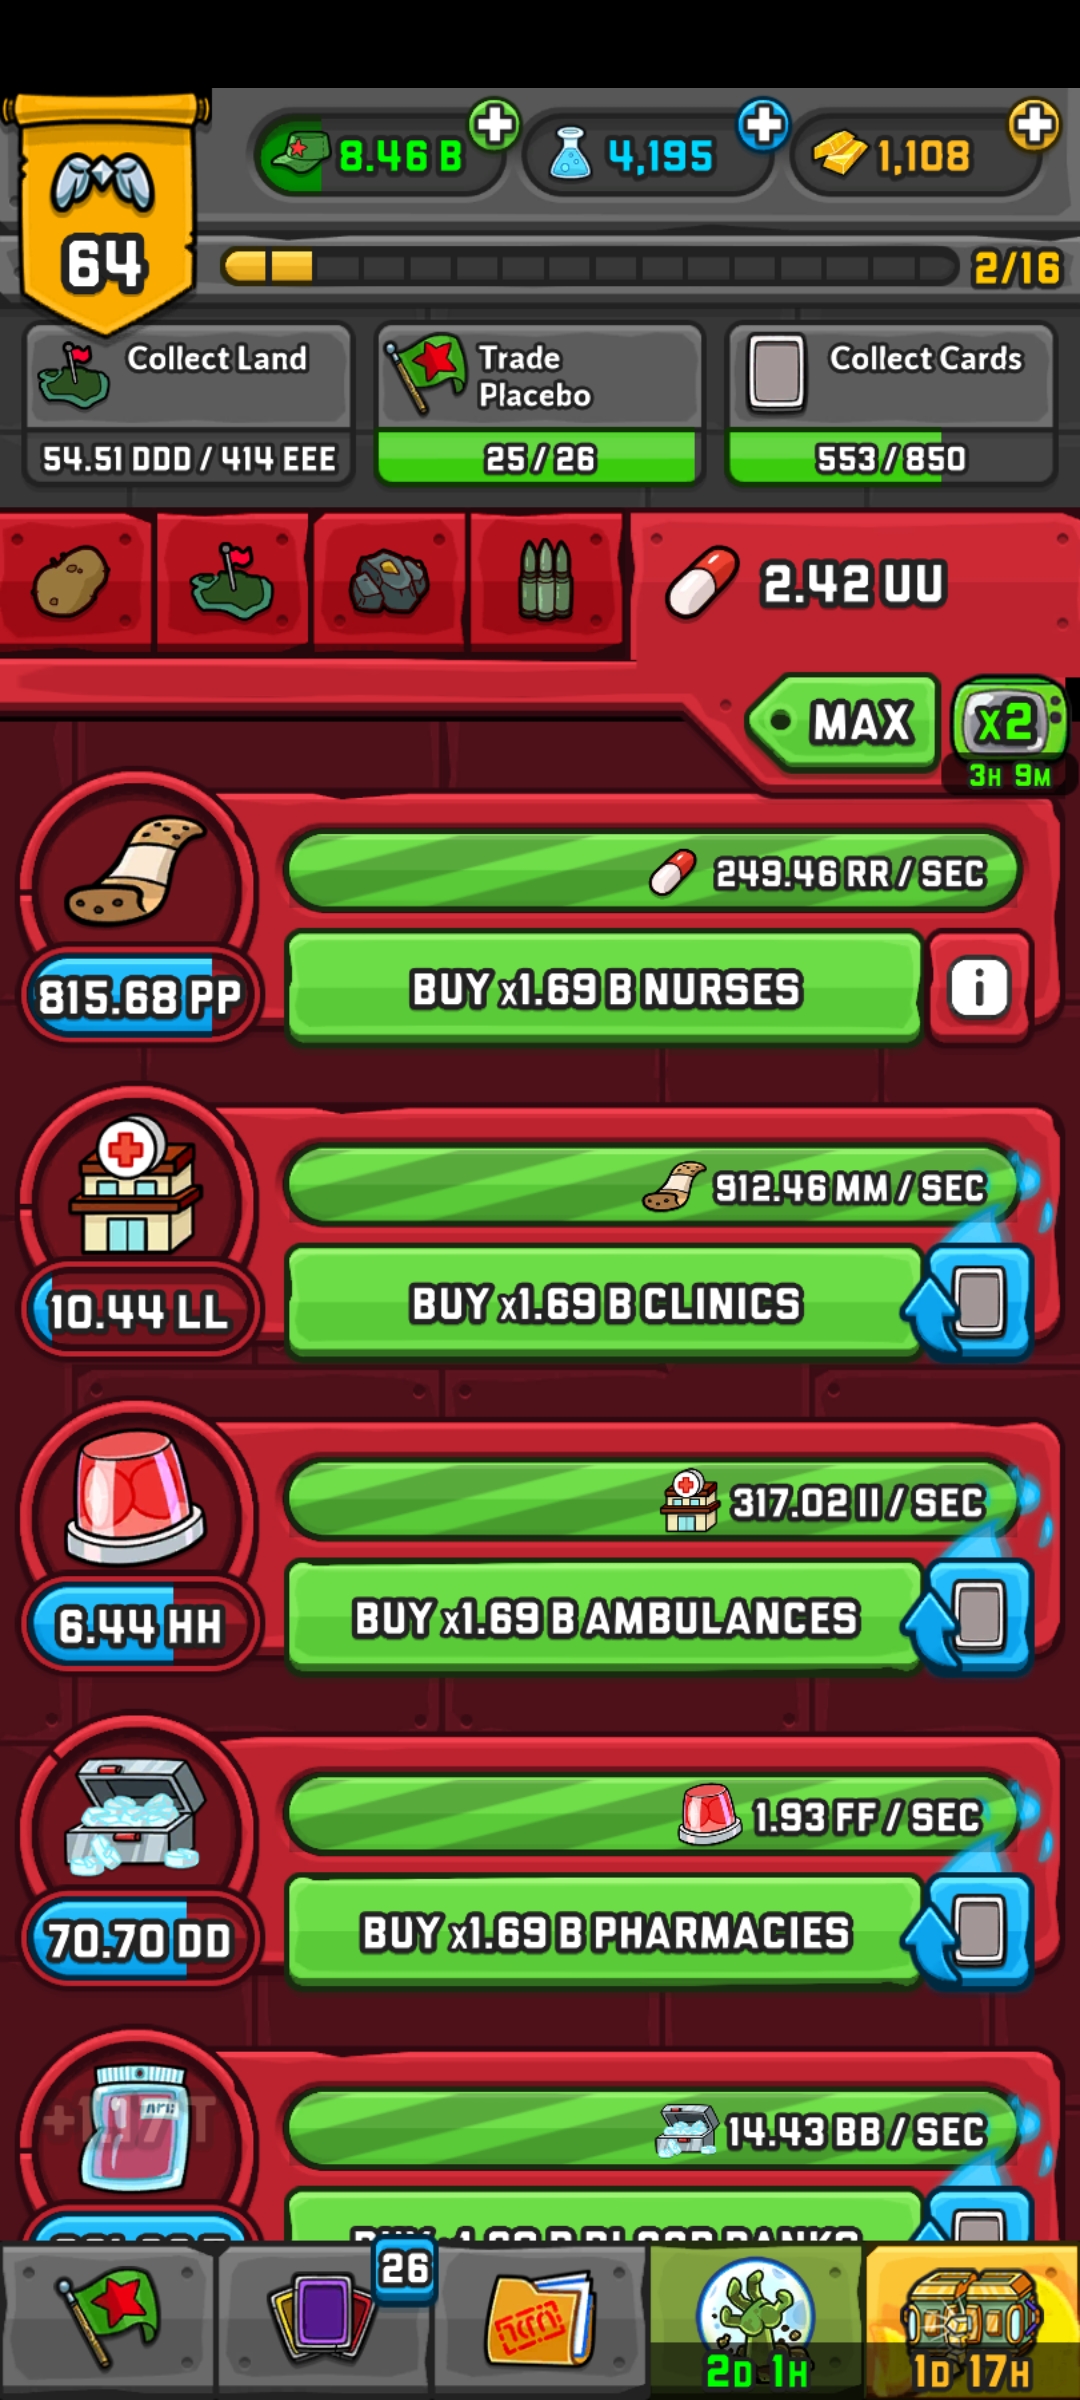 64
8.46 B
4,195
1,108
2/16
Collect Land
54.51 DDD / 414 EEE
Trade
Placebo
25 / 26
Collect Cards
553 / 850
2.42 UU
MAX
x2
3H 9M
249.46 RR / SEC
815.68 PP
BUY x1.69 B NURSES
i
912.46 MM / SEC
10.44 LL
BUY x1.69 B CLINICS
317.02 II / SEC
6.44 HH
BUY x1.69 B AMBULANCES
1.93 FF / SEC
70.70 DD
BUY x1.69 B PHARMACIES
14.43 BB / SEC
26
2D 1H
1D 17H